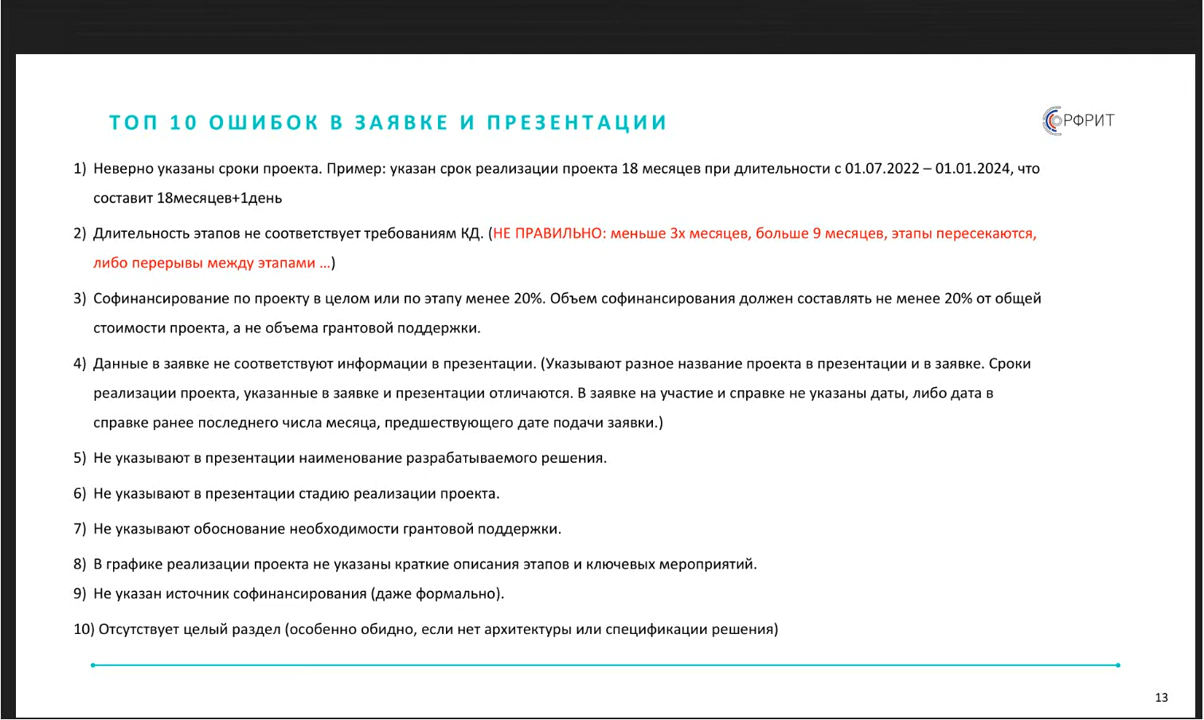 ТОП 10 ОШИБОК В ЗАЯВКЕ И ПРЕЗЕНТАЦИИ
РФРИТ
1) Неверно указаны сроки проекта. Пример: указан срок реализации проекта 18 месяцев при длительности с 01.07.2022 – 01.01.2024, что
составит 18месяцев+1день
2) Длительность этапов не соответствует требованиям КД. (НЕ ПРАВИЛЬНО: меньше 3х месяцев, больше 9 месяцев, этапы пересекаются,
либо перерывы между этапами ...)
3) Софинансирование по проекту в целом или по этапу менее 20%. Объем софинансирования должен составлять не менее 20% от общей
стоимости проекта, а не объема грантовой поддержки.
4) Данные в заявке не соответствуют информации в презентации. (Указывают разное название проекта в презентации и в заявке. Сроки
реализации проекта, указанные в заявке и презентации отличаются. В заявке на участие и справке не указаны даты, либо дата в
справке ранее последнего числа месяца, предшествующего дате подачи заявки.)
5) Не указывают в презентации наименование разрабатываемого решения.
6) Не указывают в презентации стадию реализации проекта.
7) Не указывают обоснование необходимости грантовой поддержки.
8) В графике реализации проекта не указаны краткие описания этапов и ключевых мероприятий.
9) Не указан источник софинансирования (даже формально).
10) Отсутствует целый раздел (особенно обидно, если нет архитектуры или спецификации решения)
13